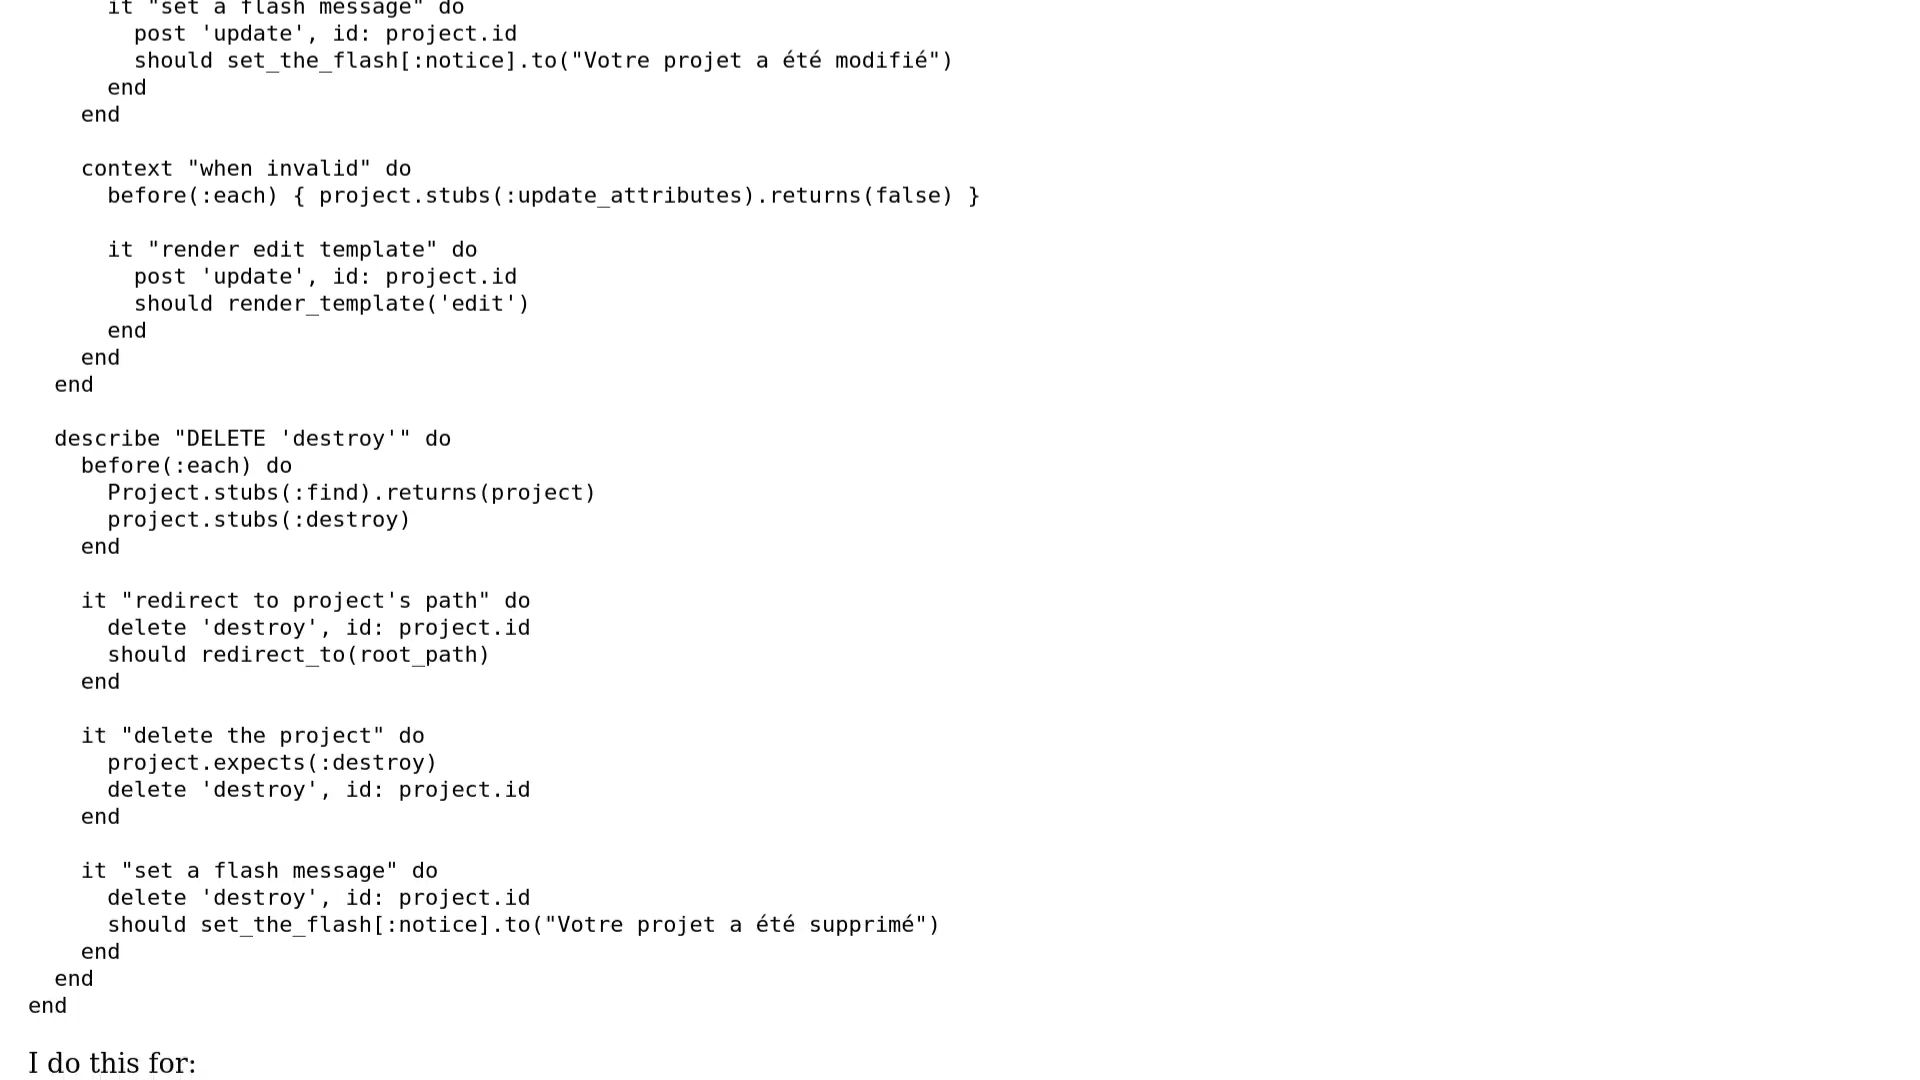 it "set a flash message" do
post 'update', id: project.id
should set_the_flash[:notice].to("Votre projet a été modifié")
end
end
context "when invalid" do
before(:each) { project.stubs(:update_attributes).returns(false) }
it "render edit template" do
post 'update', id: project.id
should render_template('edit')
end
end
end
describe "DELETE 'destroy'" do
before(:each) do
Project.stubs(:find).returns(project)
project.stubs(:destroy)
end
it "redirect to project's path" do
delete 'destroy', id: project.id
should redirect_to(root_path)
end
it "delete the project" do
project.expects(:destroy)
delete 'destroy', id: project.id
end
it "set a flash message" do
delete 'destroy', id: project.id
should set_the_flash[:notice].to("Votre projet a été supprimé")
end
end
end
I do this for: